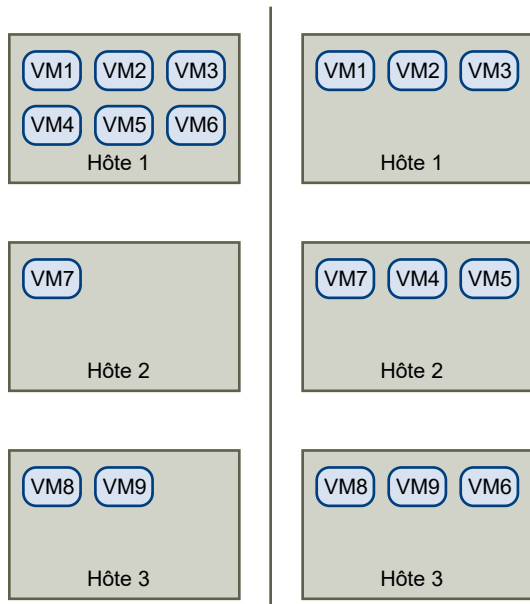 VM1 VM2 VM3
VM4 VM5 VM6
Hôte 1
VM7
Hôte 2
VM8 VM9
Hôte 3
VM1 VM2 VM3
Hôte 1
VM7 VM4 VM5
Hôte 2
VM8 VM9 VM6
Hôte 3